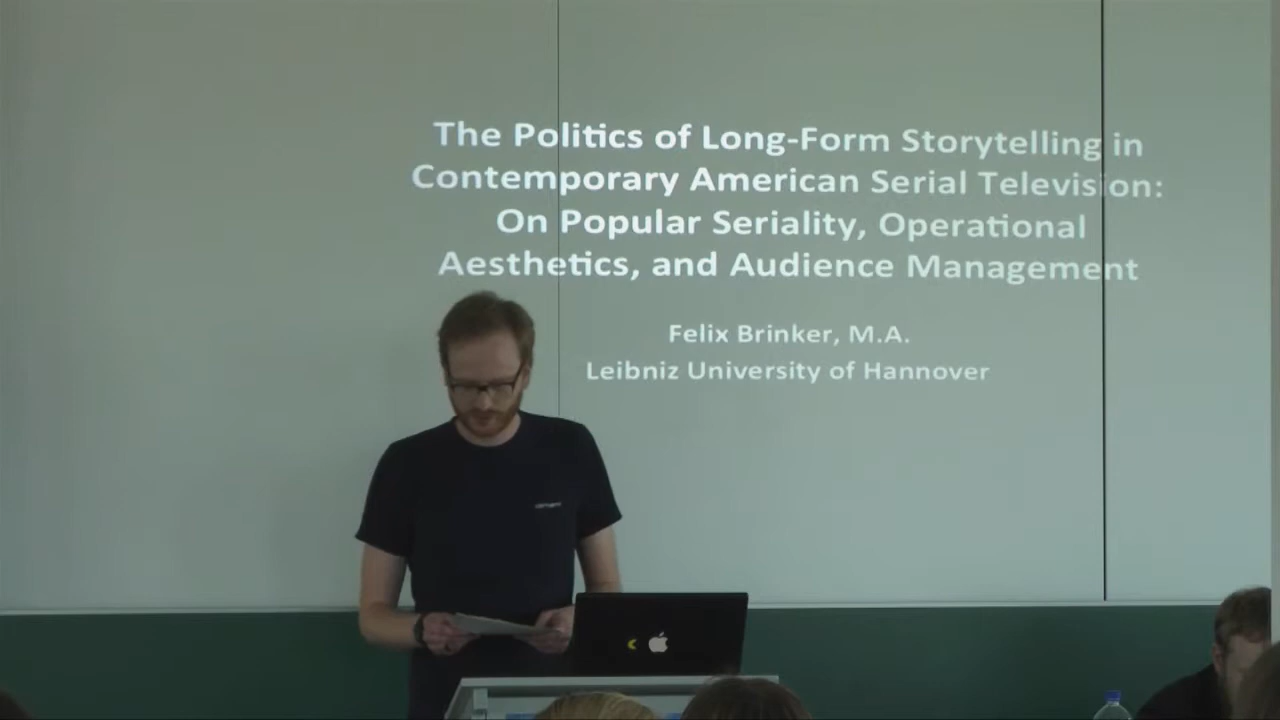 The Politics of Long-Form Storytelling in
Contemporary American Serial Television:
On Popular Seriality, Operational
Aesthetics, and Audience Management
Felix Brinker, M.A.
Leibniz University of Hannover